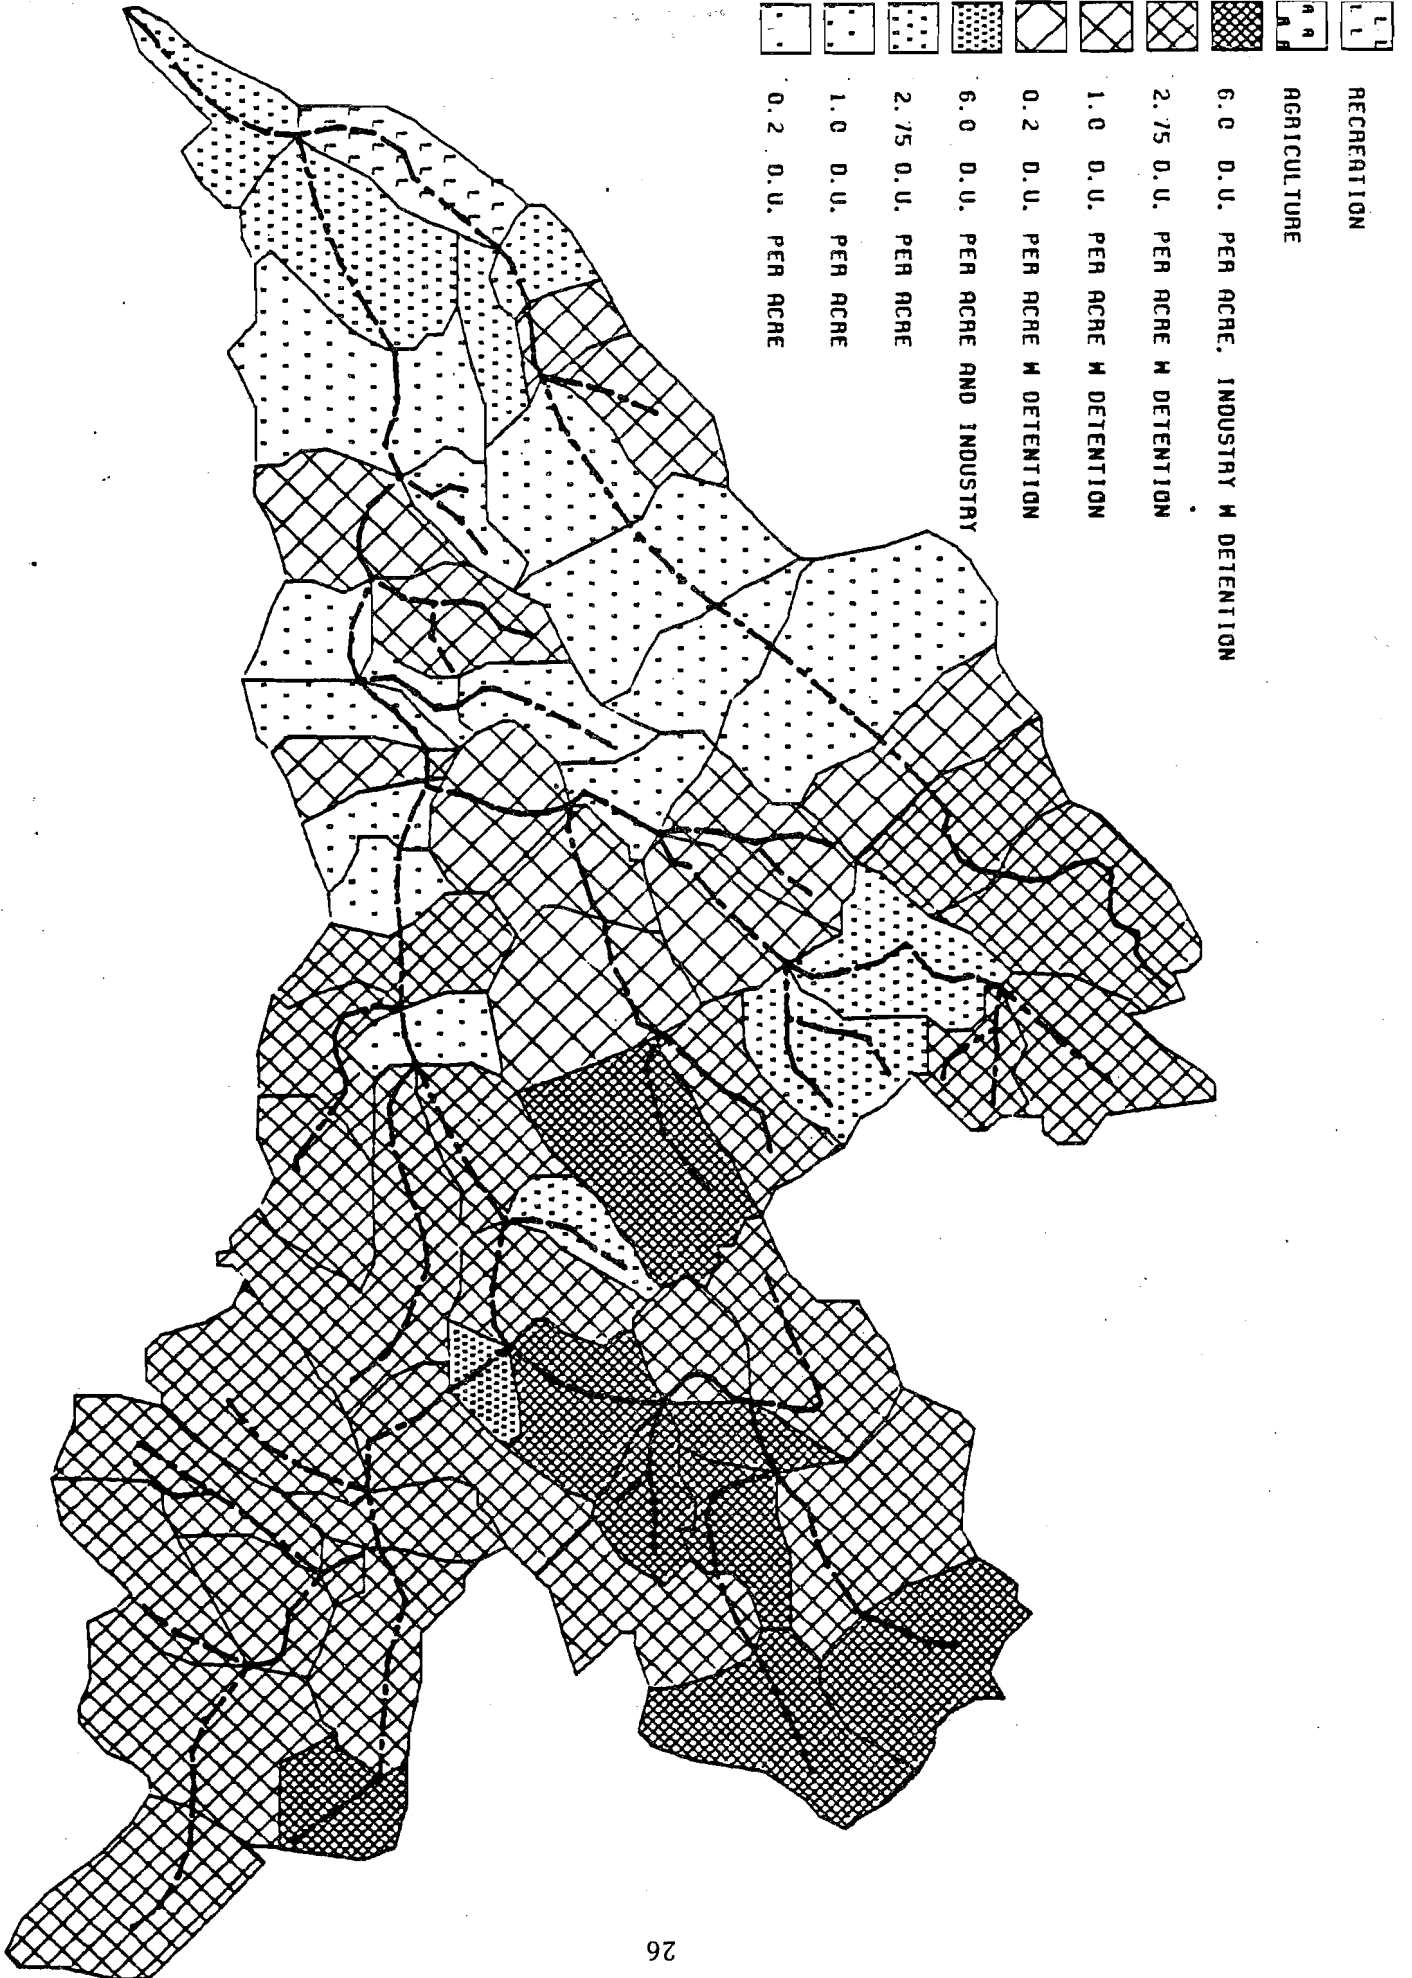 RECREATION
AGRICULTURE
6.0 D.U. PER ACRE, INDUSTRY W DETENTION
2.75 D.U. PER ACRE W DETENTION
1.0 D.U. PER ACRE W DETENTION
0.2 D.U. PER ACRE W DETENTION
6.0 D.U. PER ACRE AND INDUSTRY
2.75 D.U. PER ACRE
1.0 D.U. PER ACRE
0.2 D.U. PER ACRE
26